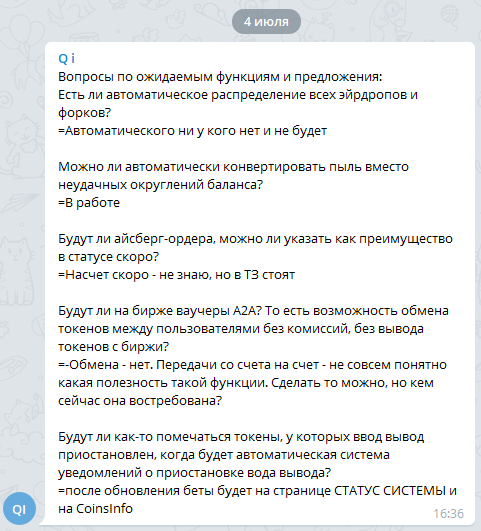 4 июля
Q i
Вопросы по ожидаемым функциям и предложения:
Есть ли автоматическое распределение всех эйрдропов и
форков?
=Автоматического ни у кого нет и не будет
Можно ли автоматически конвертировать пыль вместо
неудачных округлений баланса?
=В работе
Будут ли айсберг-ордера, можно ли указать как преимущество
в статусе скоро?
=Насчет скоро - не знаю, но в ТЗ стоят
Будут ли на бирже ваучеры A2A? То есть возможность обмена
токенов между пользователями без комиссий, без вывода
токенов с биржи?
=-Обмена - нет. Передачи со счета на счет - не совсем понятно
какая полезность такой функции. Сделать то можно, но кем
сейчас она востребована?
Будут ли как-то помечаться токены, у которых ввод вывод
приостановлен, когда будет автоматическая система
уведомлений о приостановке вода вывода?
=после обновления беты будет на странице СТАТУС СИСТЕМЫ и
на CoinsInfo
16:36
QI